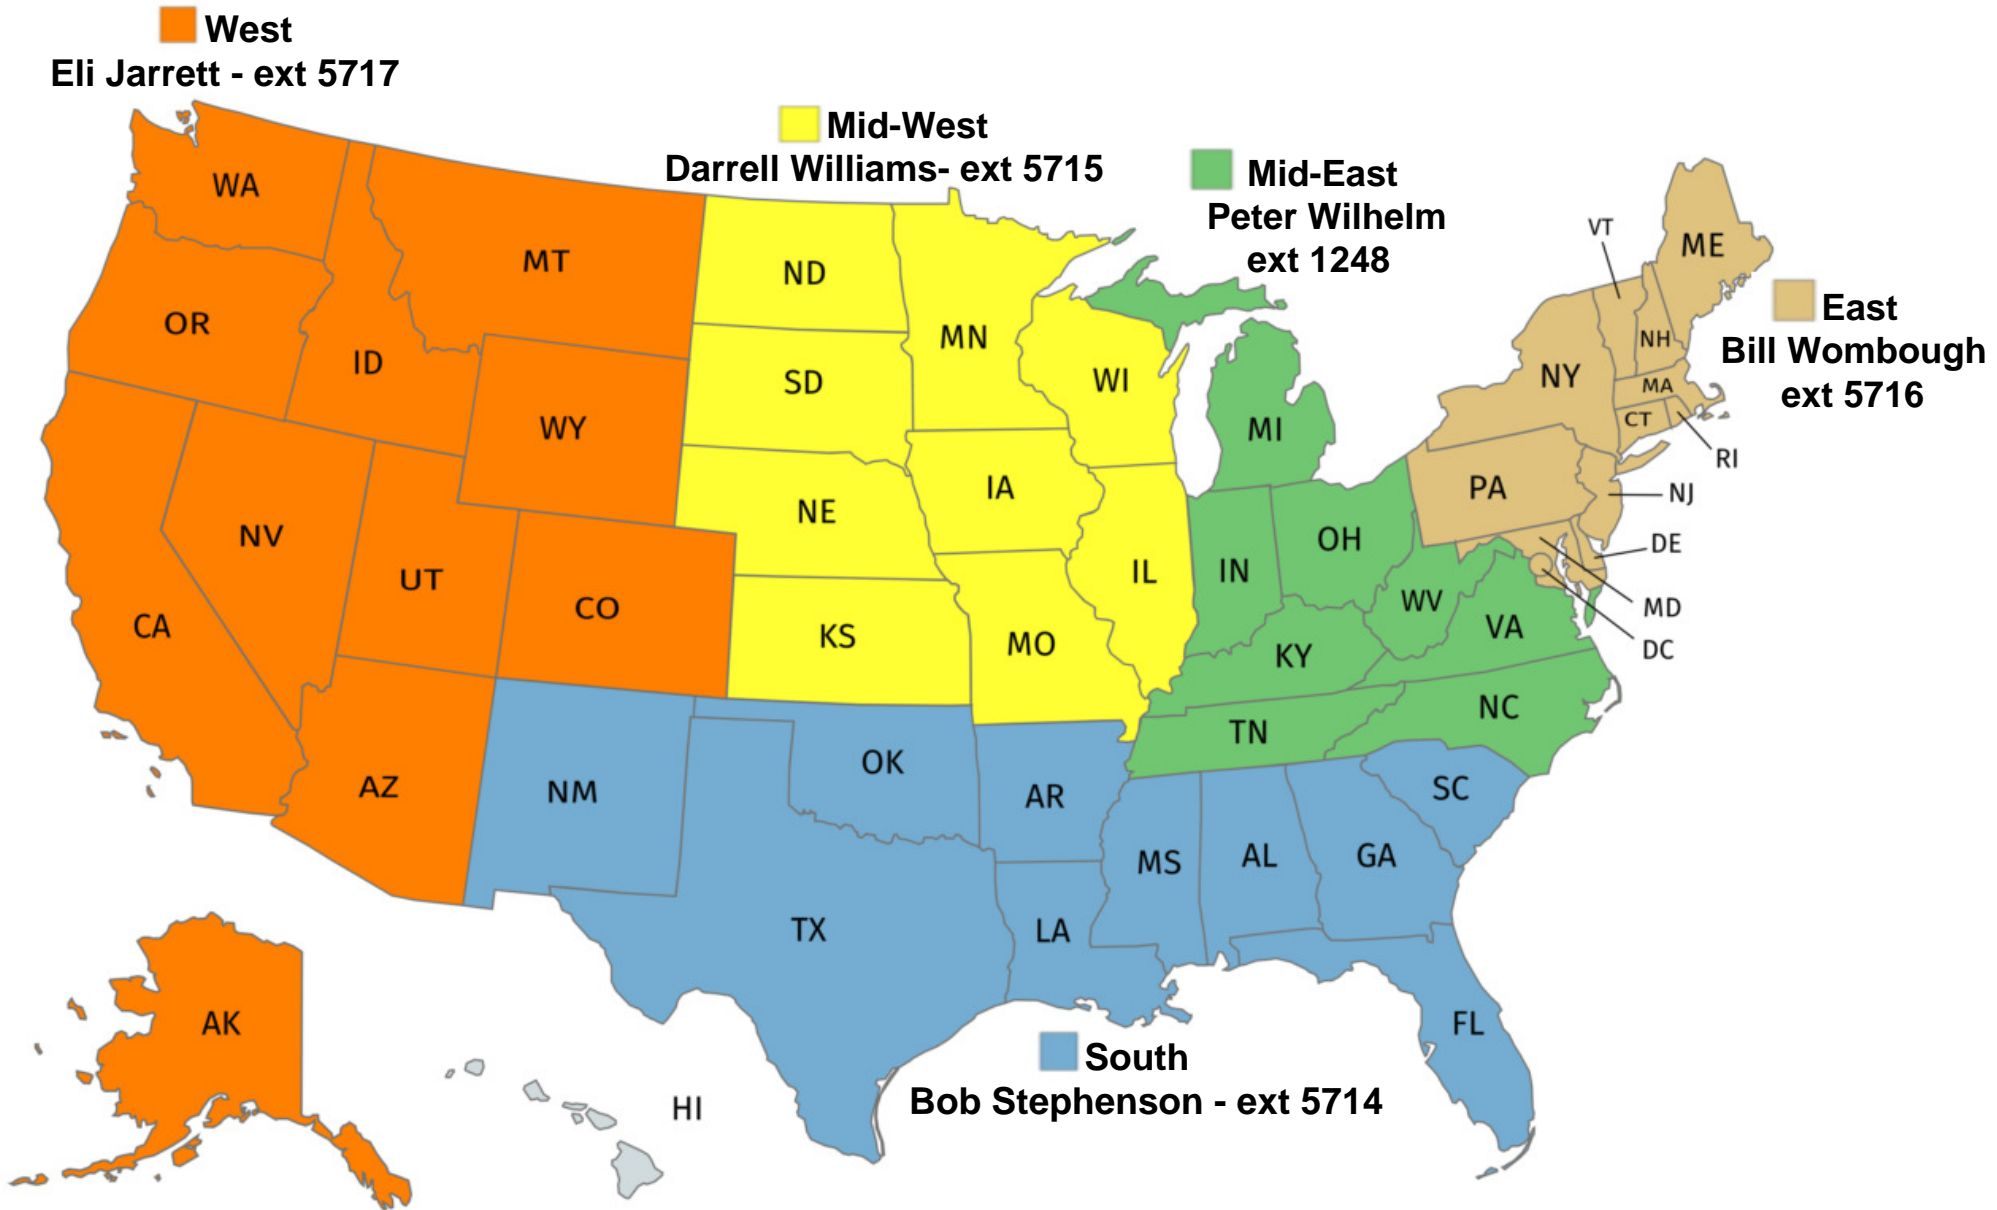 West
Eli Jarrett - ext 5717
Mid-West
Darrell Williams- ext 5715
Mid-East
Peter Wilhelm
ext 1248
East
Bill Wombough
ext 5716
South
Bob Stephenson - ext 5714
WA
MT
ND
MN
OR
ID
SD
WI
WY
MI
NE
IA
NV
UT
CO
CA
KS
MO
IL
IN
OH
WV
VA
KY
NC
TN
AZ
NM
OK
AR
SC
MS
AL
GA
TX
LA
FL
AK
HI
VT
ME
NH
NY
MA
CT
RI
PA
NJ
DE
MD
DC